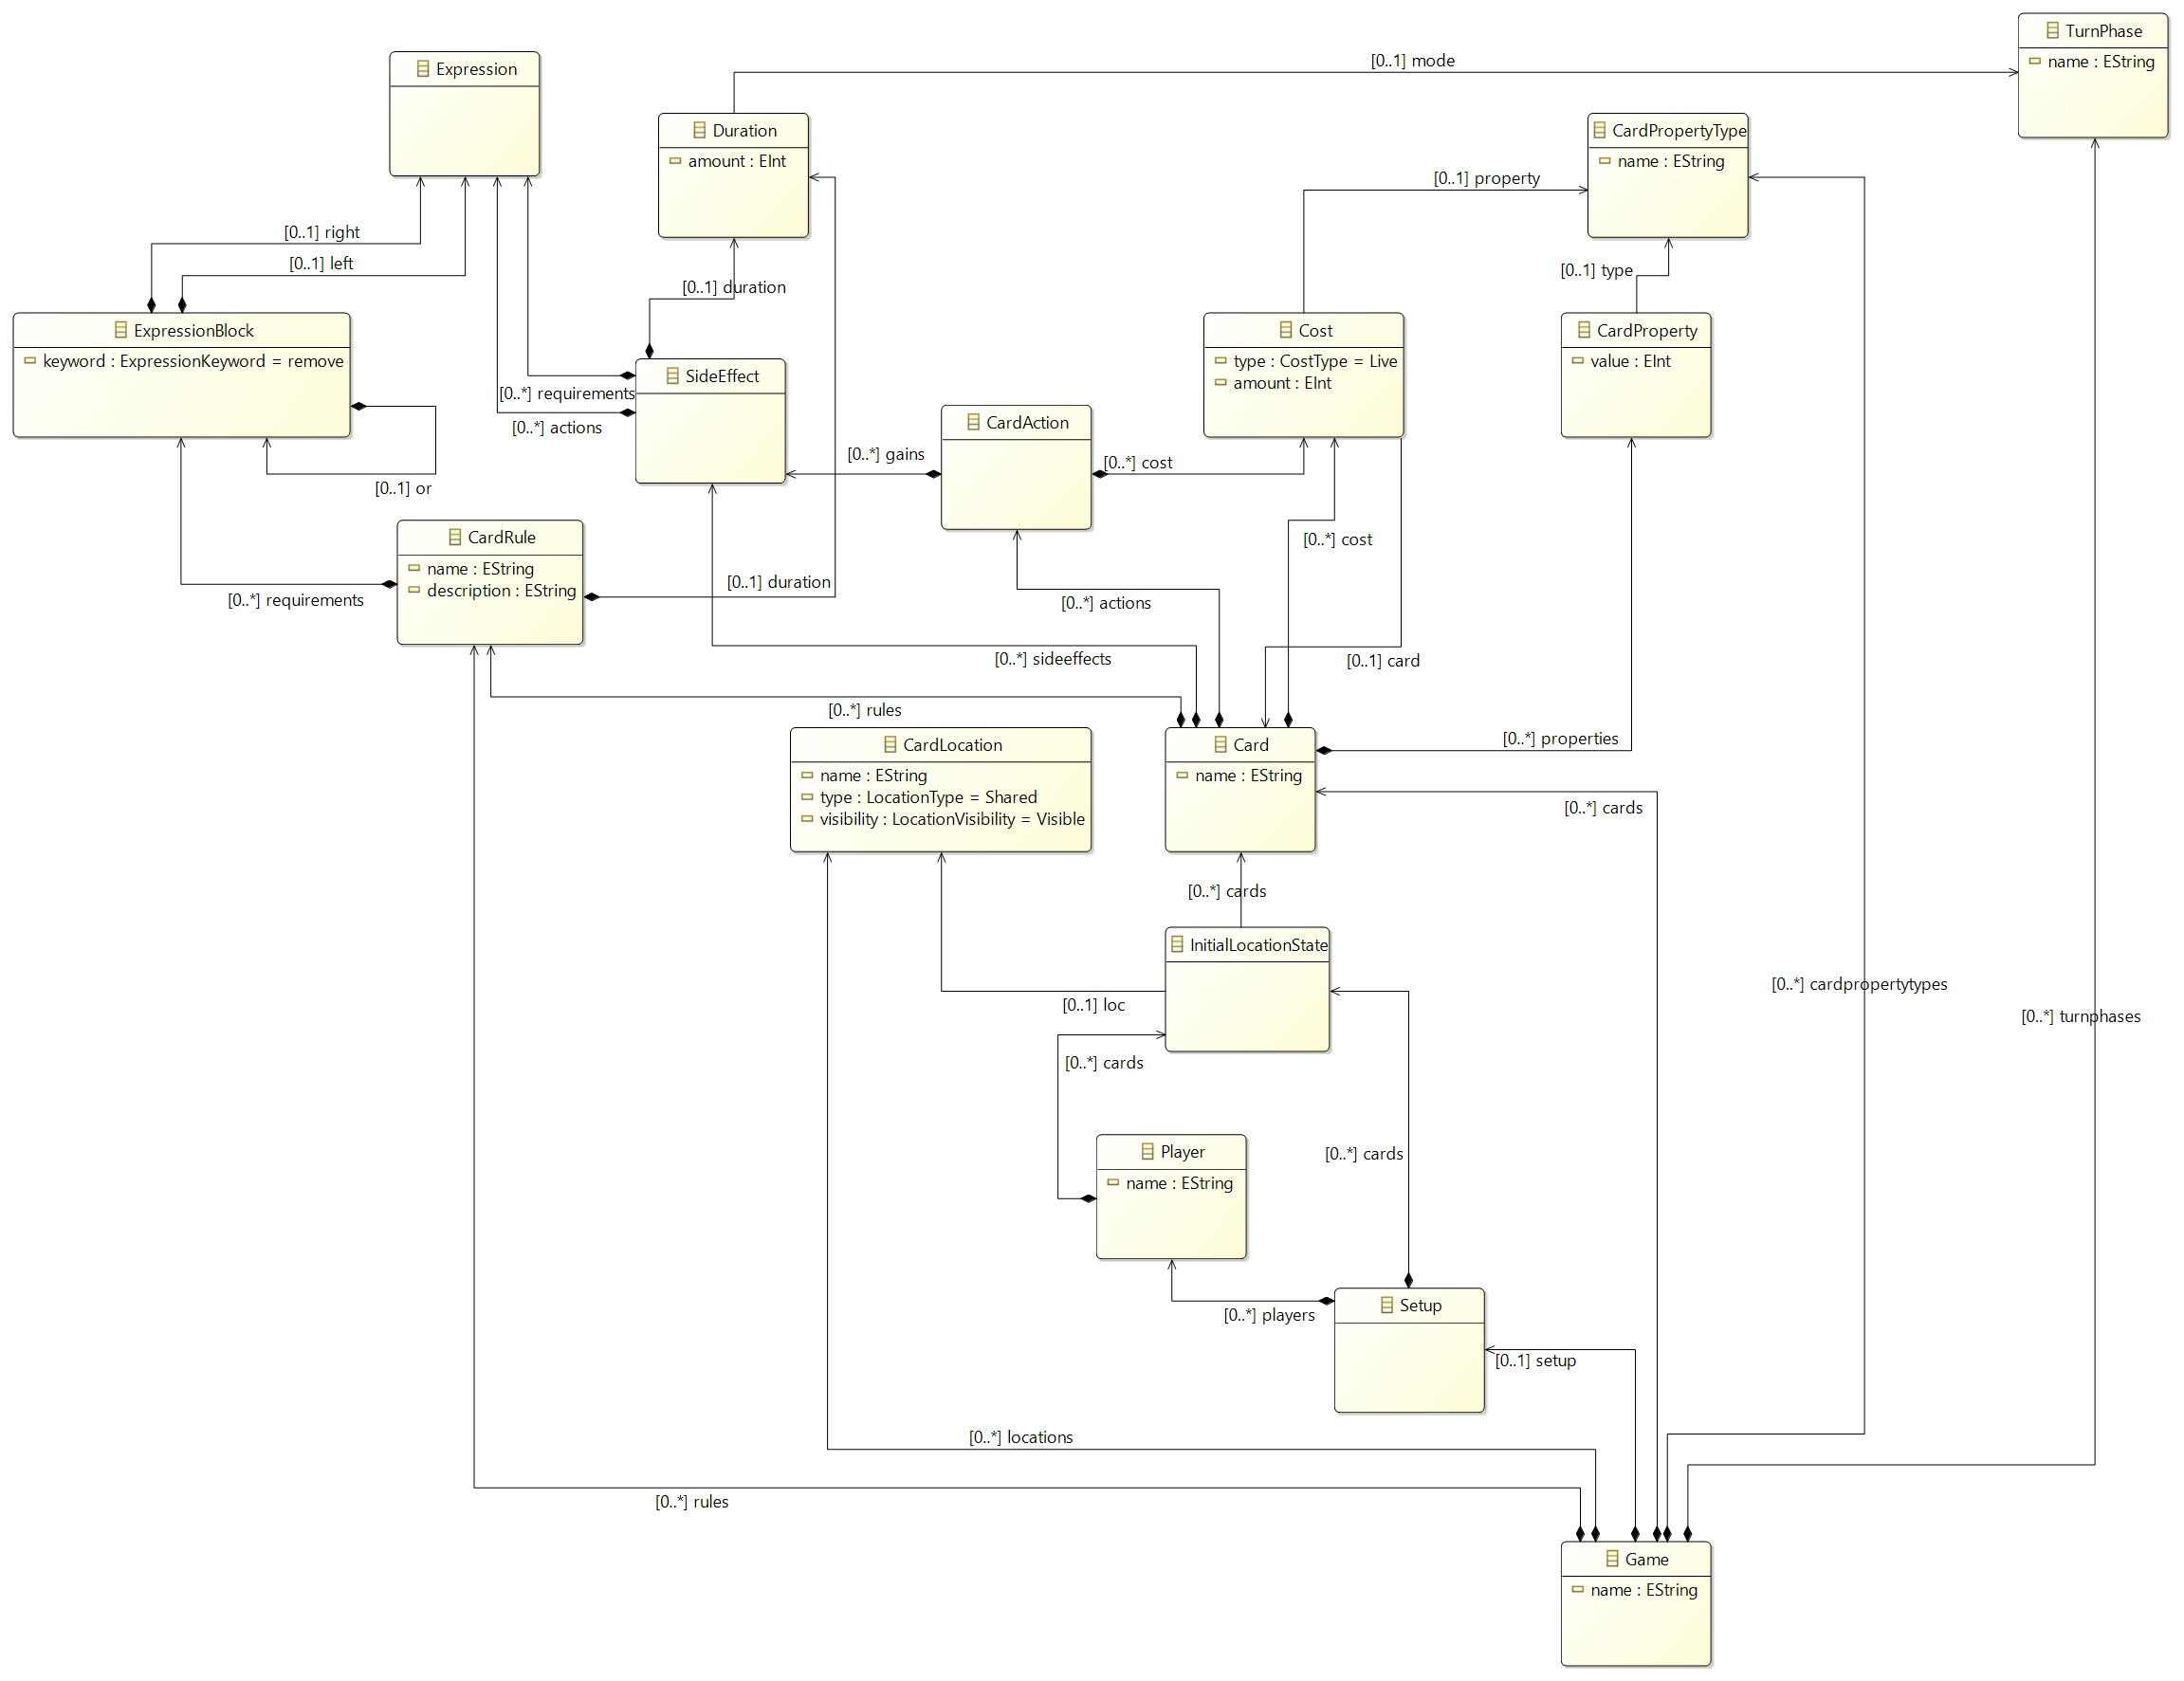 TurnPhase
name : EString
[0..1] mode
Expression
Duration
amount : EInt
CardPropertyType
name : EString
[0..1] property
[0..1] right
[0..1] left
[0..1] type
[0..1] duration
ExpressionBlock
keyword : ExpressionKeyword = remove
Cost
type : CostType = Live
amount : EInt
CardProperty
value : EInt
SideEffect
[0..*] requirements
[0..*] actions
CardAction
[0..*] gains
[0..*] cost
[0..1] or
CardRule
name : EString
description : EString
[0..*] cost
[0..1] duration
[0..*] requirements
[0..*] actions
[0..*] sideeffects
[0..1] card
[0..*] rules
CardLocation
name : EString
type : LocationType = Shared
visibility : LocationVisibility = Visible
Card
name : EString
[0..*] properties
[0..*] cards
[0..*] cards
InitialLocationState
[0..1] loc
[0..*] cardpropertytypes
[0..*] turnphases
[0..*] cards
Player
name : EString
[0..*] cards
Setup
[0..*] players
[0..1] setup
[0..*] locations
[0..*] rules
Game
name : EString